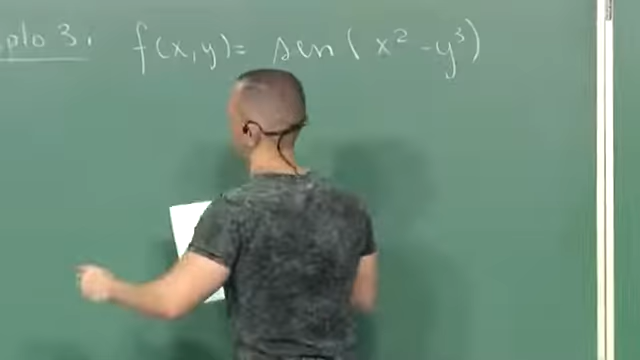 plo 3. f(x,y)= sen( x² - y³ )